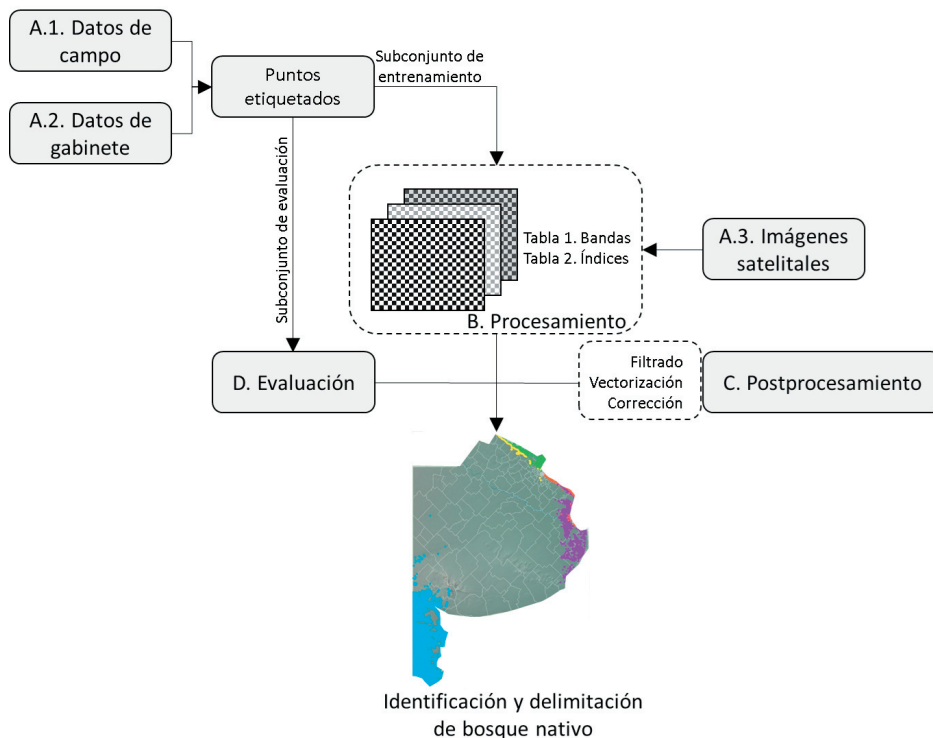 A.1. Datos de
campo
A.2. Datos de
gabinete
Puntos
etiquetados
Subconjunto de
entrenamiento
Subconjunto de evaluación
Tabla 1. Bandas
Tabla 2. Índices
B. Procesamiento
A.3. Imágenes
satelitales
D. Evaluación
Filtrado
Vectorización
Corrección
C. Postprocesamiento
Identificación y delimitación
de bosque nativo